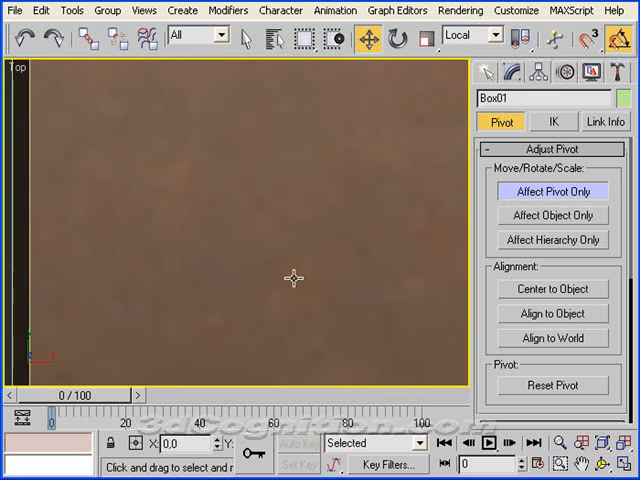 File Edit Tools Group Views Create Modifiers Character Animation Graph Editors Rendering Customize MAXScript Help
All Local 3
Top
Box01
Pivot IK Link Info
- Adjust Pivot
Move/Rotate/Scale:
Affect Pivot Only
Affect Object Only
Affect Hierarchy Only
Alignment:
Center to Object
Align to Object
Align to World
Pivot:
Reset Pivot
< 0 / 100 >
0 20 40 60 80 100
3dCognition.com
X: 0,0 Y: Auto Key Selected
Click and drag to select and r Set Key Key Filters... 0